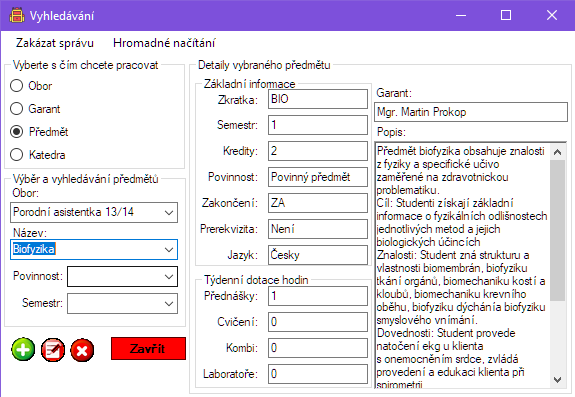 Vyhledávání
Zakázat správu Hromadné načítání
Vyberte s čím chcete pracovat
Obor
Garant
Předmět
Katedra
Výběr a vyhledávání předmětů
Obor:
Porodní asistentka 13/14
Název:
Biofyzika
Povinnost:
Semestr:
Zavřít
Detaily vybraného předmětu
Základní informace
Zkratka: BIO
Semestr: 1
Kredity: 2
Povinnost: Povinný předmět
Zakončení: ZA
Prerekvizita: Není
Jazyk: Česky
Týdenní dotace hodin
Přednášky: 1
Cvičení: 0
Kombi: 0
Laboratoře: 0
Garant:
Mgr. Martin Prokop
Popis:
Předmět biofyzika obsahuje znalosti
z fyziky a specifické učivo
zaměřené na zdravotnickou
problematiku.
Cíl: Studenti získají základní
informace o fyzikálních odlišnostech
jednotlivých metod a jejich
biologických účincích
Znalosti: Student zná strukturu a
vlastnosti biomembrán, biofyziku
tkání orgánů, biomechaniku kostí a
kloubů, biomechaniku krevního
oběhu, biofyziku dýchánía biofyziku
smyslového vnímání.
Dovednosti: Student provede
natočení ekg u klienta
s onemocněním srdce, zvládá
provedení a edukaci klienta při
spirometrii